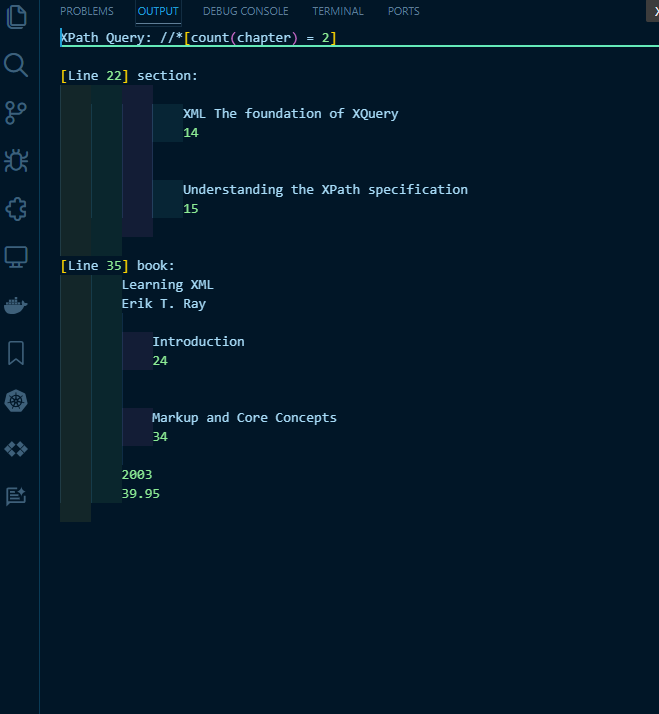 PROBLEMS OUTPUT DEBUG CONSOLE TERMINAL PORTS
XPath Query: //*[count(chapter) = 2]
[Line 22] section:
XML The foundation of XQuery
14
Understanding the XPath specification
15
[Line 35] book:
Learning XML
Erik T. Ray
Introduction
24
Markup and Core Concepts
34
2003
39.95